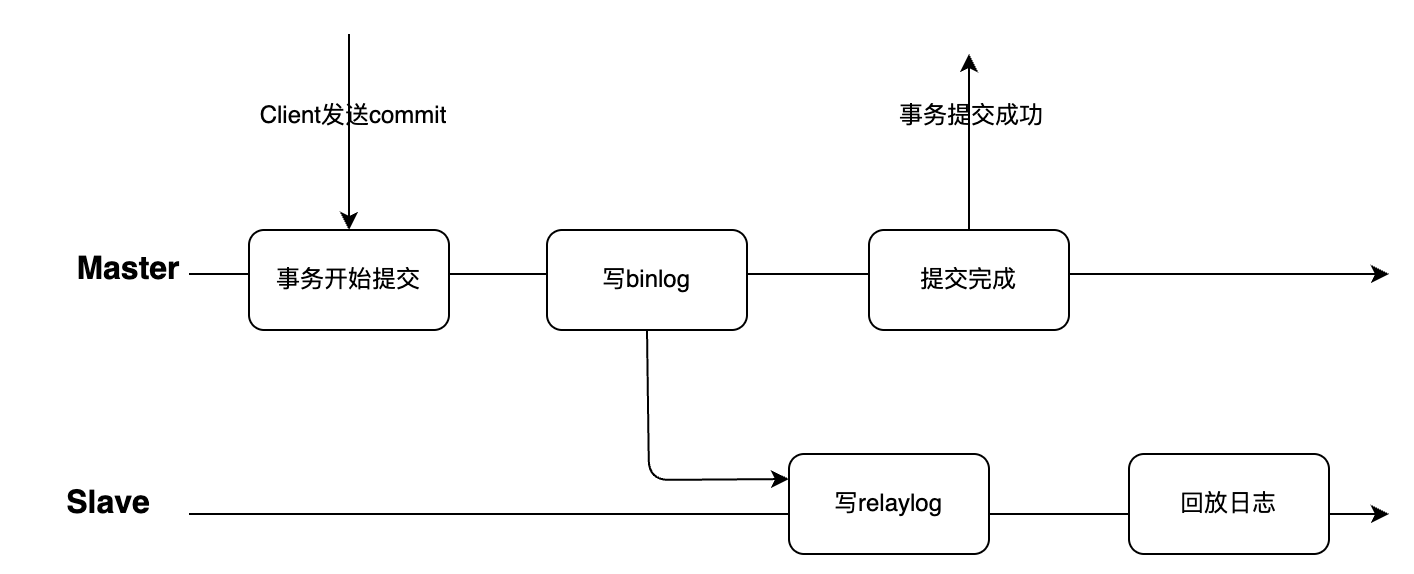 Client发送commit
事务提交成功
Master
事务开始提交
写binlog
提交完成
Slave
写relaylog
回放日志